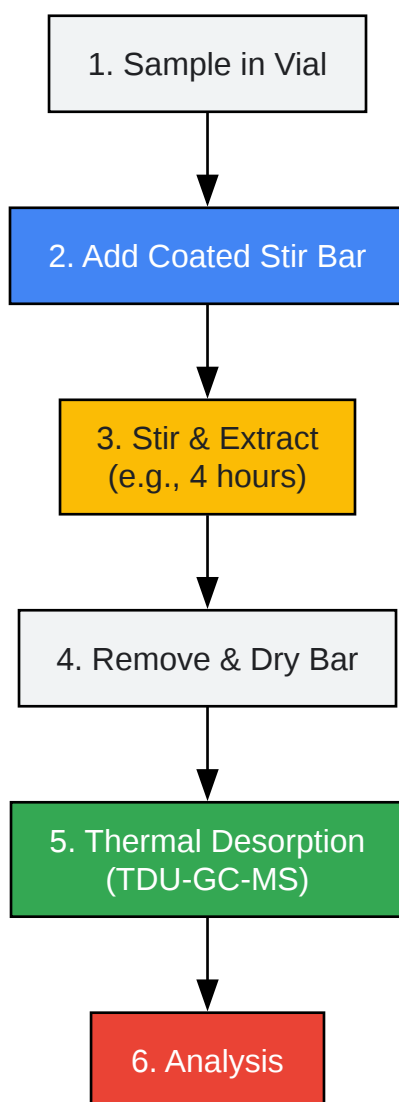 1. Sample in Vial
2. Add Coated Stir Bar
3. Stir & Extract
(e.g., 4 hours)
4. Remove & Dry Bar
5. Thermal Desorption
(TDU-GC-MS)
6. Analysis